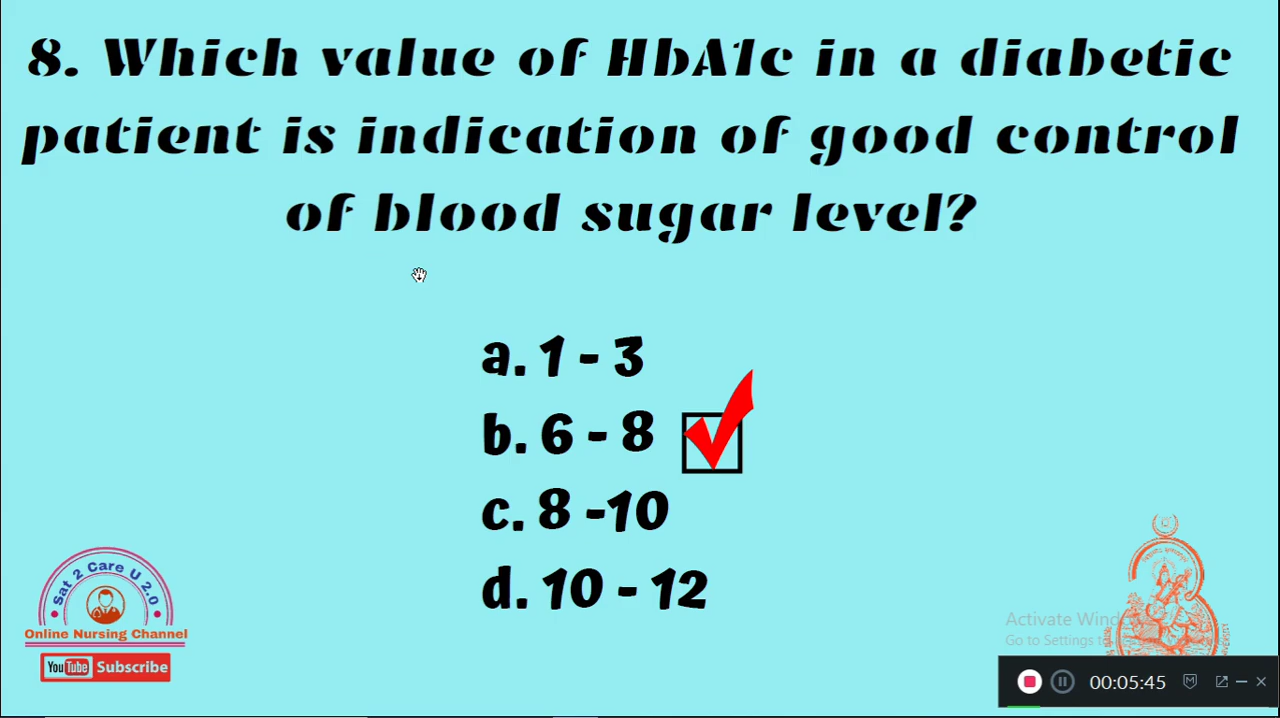 8. Which value of HbA1c in a diabetic
patient is indication of good control
of blood sugar level?
a. 1 - 3
b. 6 - 8
c. 8 -10
d. 10 - 12
Sat 2 Care U 2.0
Online Nursing Channel
YouTube Subscribe
Activate Wind
Go to Settings t
00:05:45